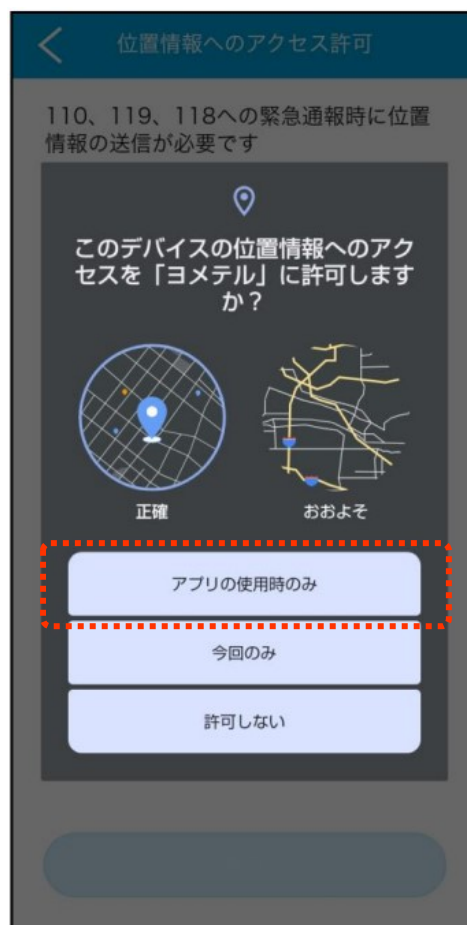 位置情報へのアクセス許可
110、119、118への緊急通報時に位置
情報の送信が必要です
このデバイスの位置情報へのアク
セスを「ヨメテル」に許可します
か？
正確
おおよそ
アプリの使用時のみ
今回のみ
許可しない